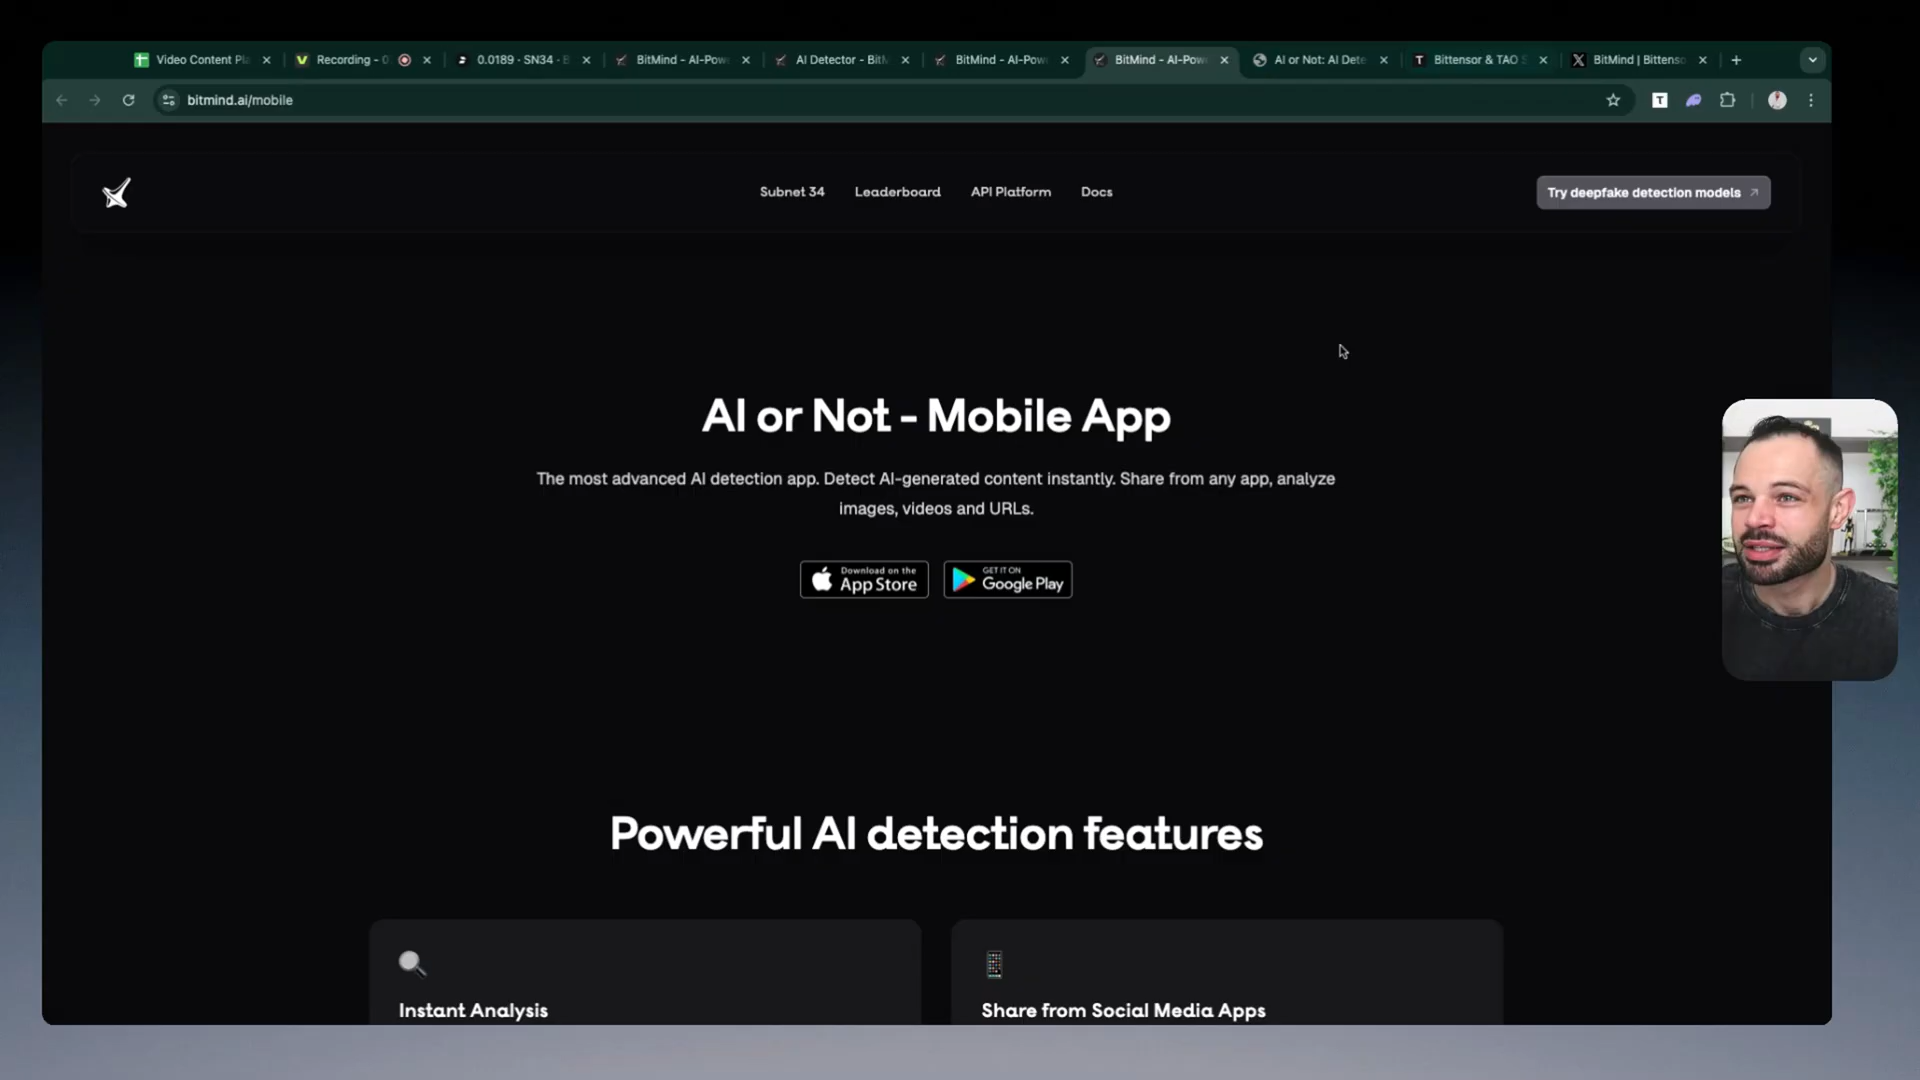 Video Content Pla
Recording - 0
0.0189 · SN34 · B
BitMind - AI-Pow
AI Detector - BitM
BitMind - AI-Pow
BitMind - AI-Pow
AI or Not: AI Dete
Bittensor & TAO S
BitMind | Bittenso
bitmind.ai/mobile
Subnet 34
Leaderboard
API Platform
Docs
Try deepfake detection models
AI or Not - Mobile App
The most advanced AI detection app. Detect AI-generated content instantly. Share from any app, analyze
images, videos and URLs.
Download on the
App Store
GET IT ON
Google Play
Powerful AI detection features
Instant Analysis
Share from Social Media Apps